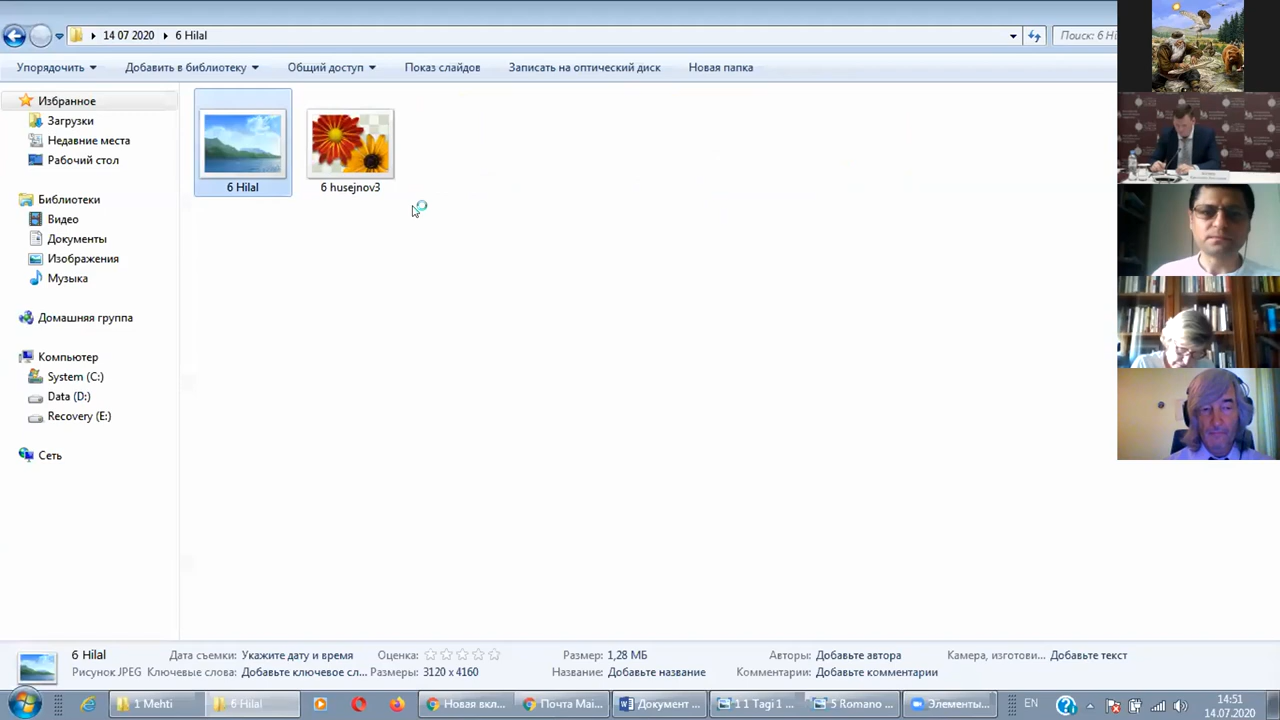 14 07 2020 6 Hilal
Поиск: 6 Hi
Упорядочить Добавить в библиотеку Общий доступ Показ слайдов Записать на оптический диск Новая папка
Избранное
Загрузки
Недавние места
Рабочий стол
Библиотеки
Видео
Документы
Изображения
Музыка
Домашняя группа
Компьютер
System (C:)
Data (D:)
Recovery (E:)
Сеть
6 Hilal
6 husejnov3
6 Hilal Дата съемки: Укажите дату и время Оценка: Размер: 1,28 МБ Авторы: Добавьте автора Камера, изготови... Добавьте текст
Рисунок JPEG Ключевые слова: Добавьте ключевое сл... Размеры: 3120 x 4160 Название: Добавьте название Комментарии: Добавьте комментарии
1 Mehti 6 Hilal Новая вкл... Почта Mai... Документ ... 1 1 Tagi 1 ... 5 Romano ... Элементы... EN 14:51
14.07.2020